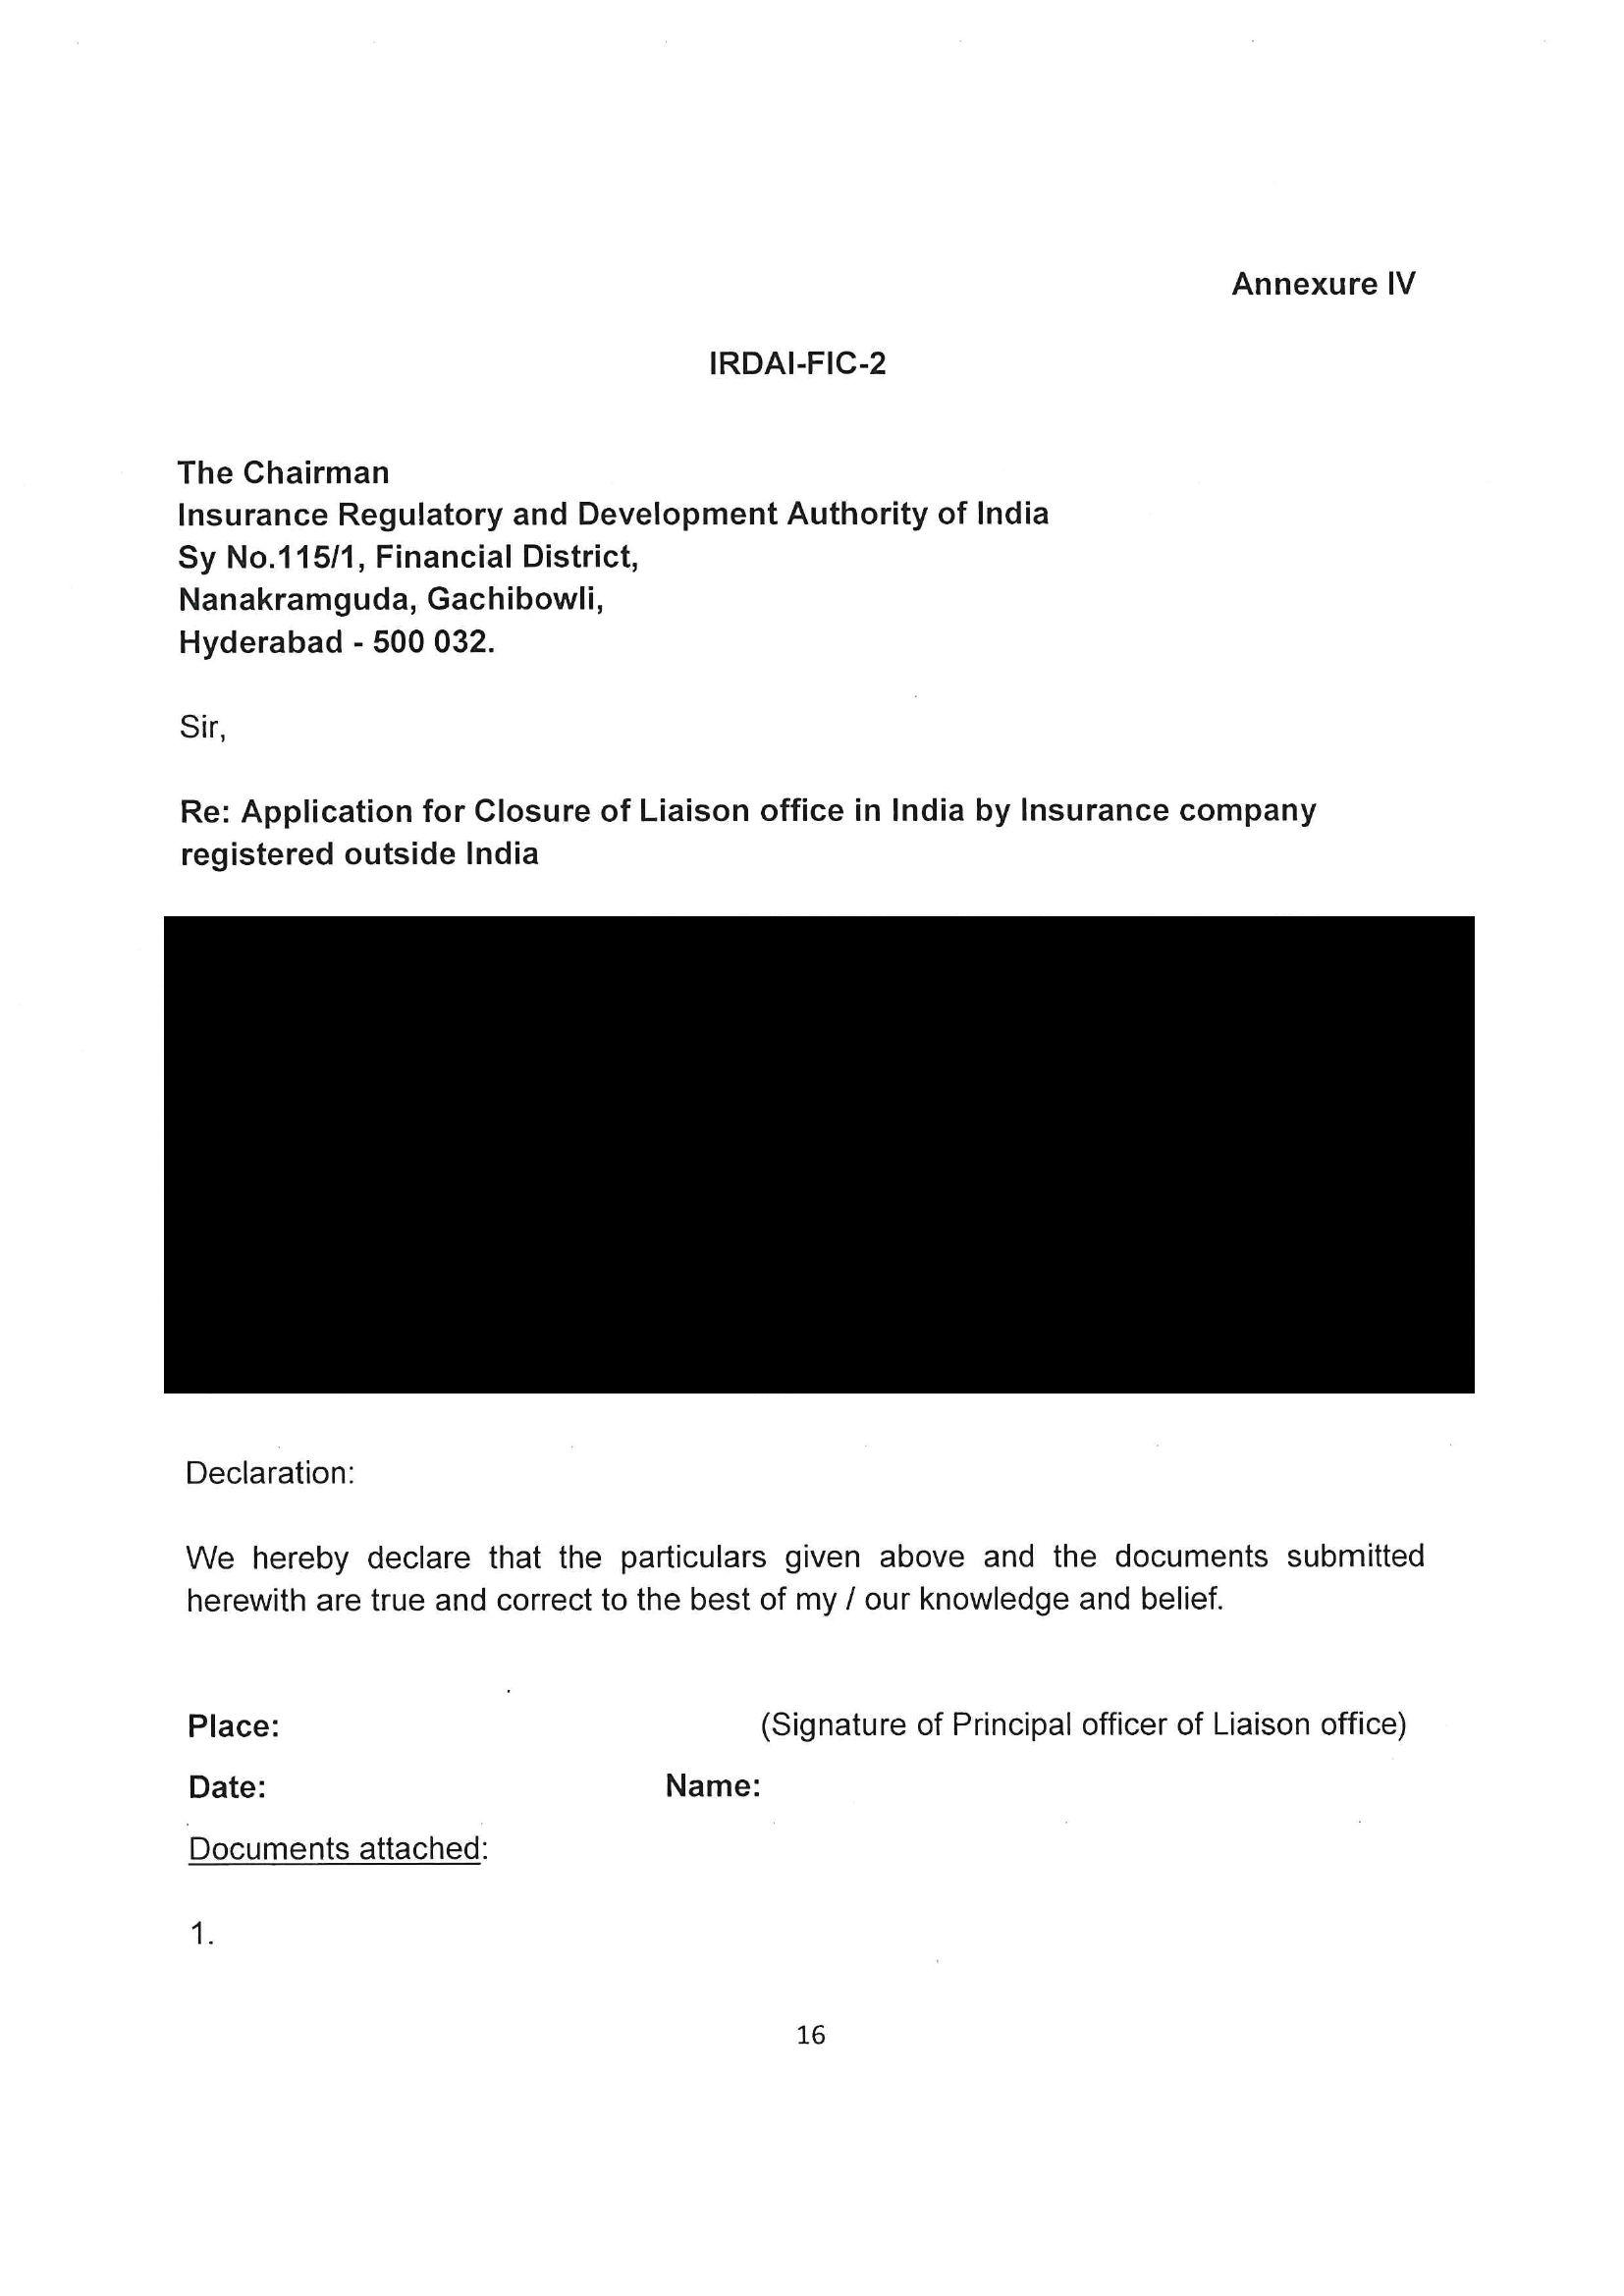 Annexure IV
IRDAI-FIC-2
The Chairman
Insurance Regulatory and Development Authority of India
Sy No.115/1, Financial District,
Nanakramguda, Gachibowli,
Hyderabad - 500 032.
Sir,
Re: Application for Closure of Liaison office in India by Insurance company
registered outside India
Declaration:
We hereby declare that the particulars given above and the documents submitted
herewith are true and correct to the best of my / our knowledge and belief.
Place: (Signature of Principal officer of Liaison office)
Date: Name:
Documents attached:
1.
16